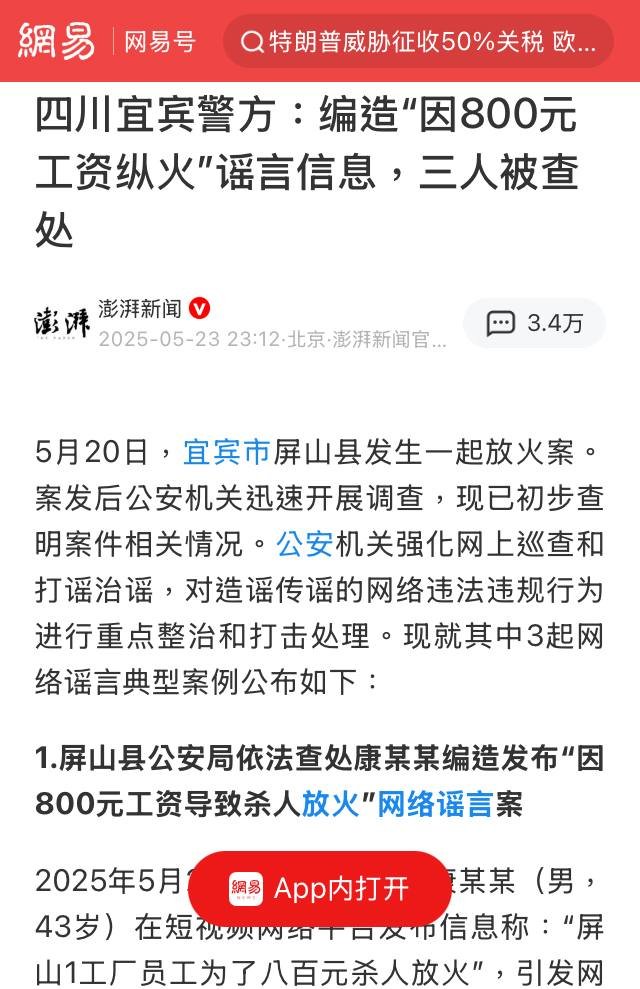 網易 网易号 特朗普威胁征收50%关税 欧...
四川宜宾警方：编造“因800元
工资纵火”谣言信息，三人被查
处
澎湃 澎湃新闻
2025-05-23 23:12·北京·澎湃新闻官...
3.4万
5月20日，宜宾市屏山县发生一起放火案。
案发后公安机关迅速开展调查，现已初步查
明案件相关情况。公安机关强化网上巡查和
打谣治谣，对造谣传谣的网络违法违规行为
进行重点整治和打击处理。现就其中3起网
络谣言典型案例公布如下：
1.屏山县公安局依法查处康某某编造发布“因
800元工资导致杀人放火”网络谣言案
2025年5月 康某某（男，
網易 NEWS App内打开
43岁）在短视频网络平台发布信息称：“屏
山1工厂员工为了八百元杀人放火”，引发网